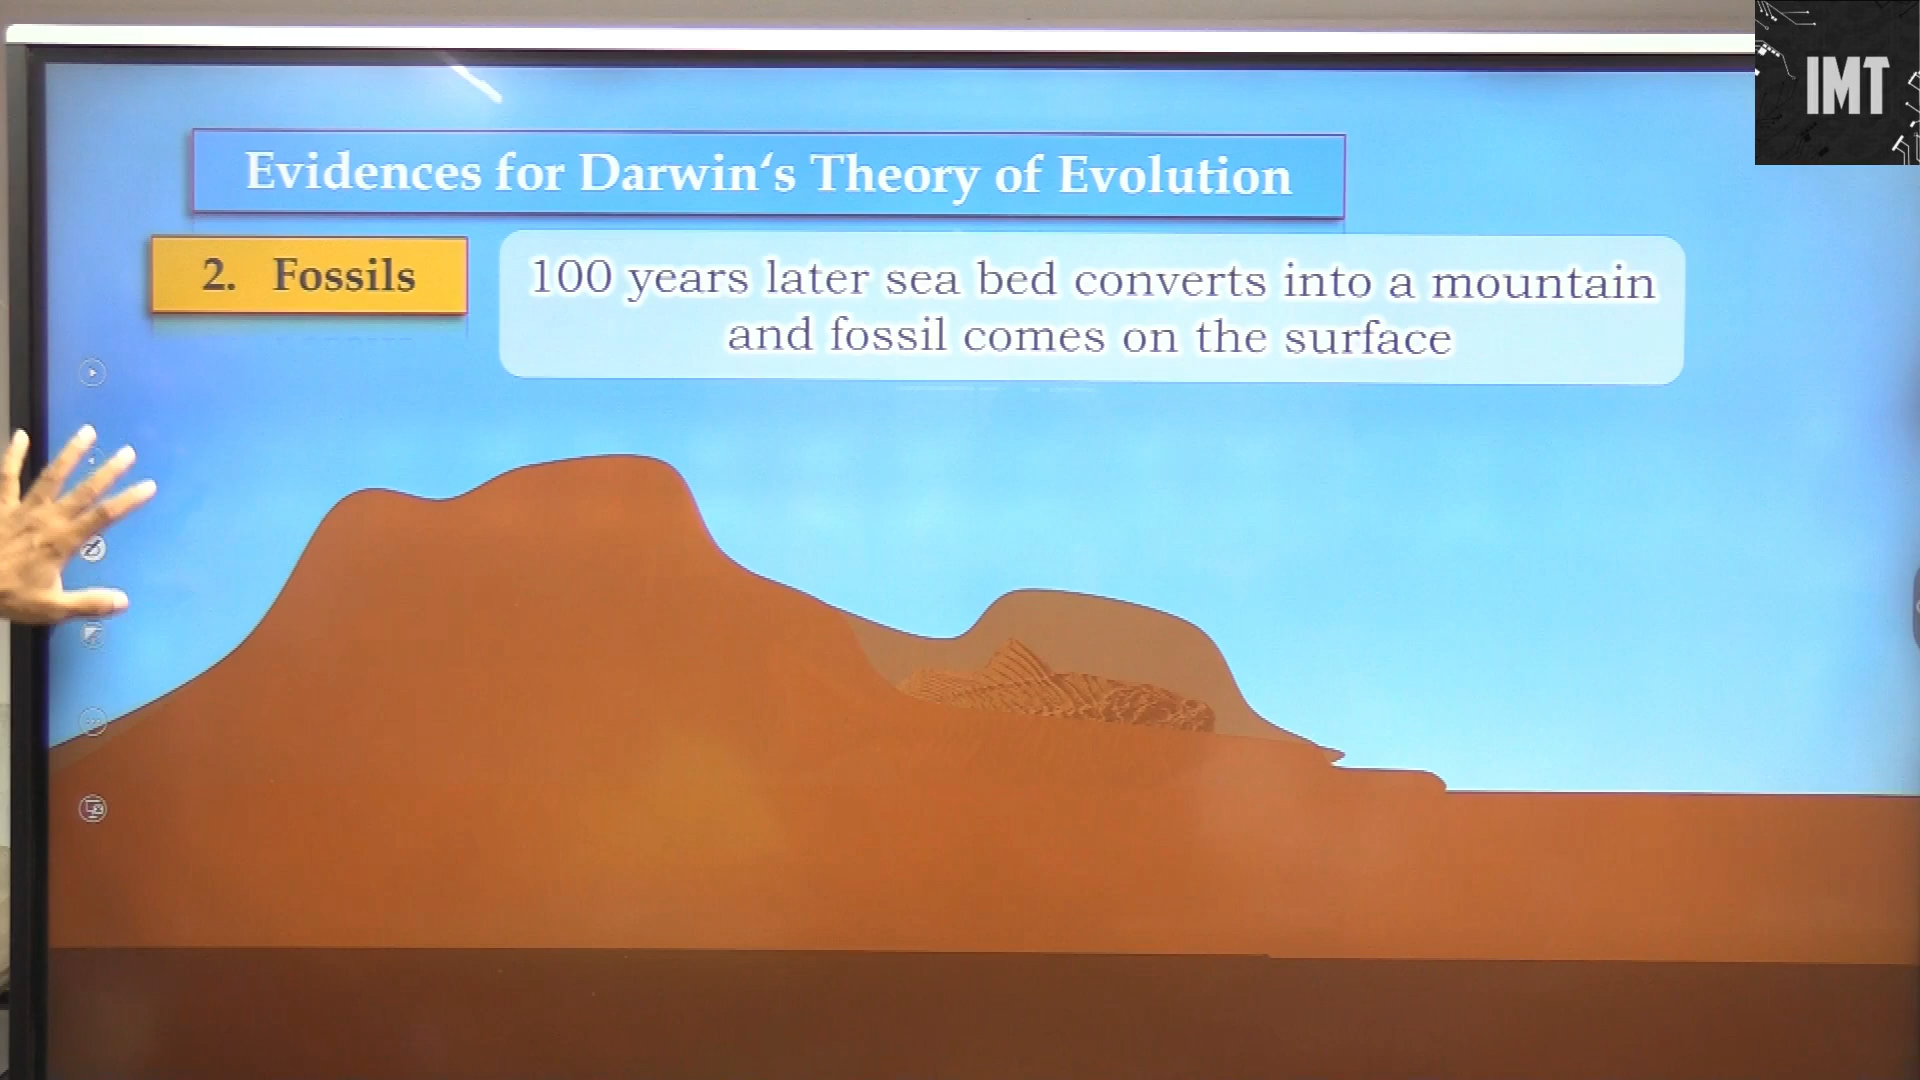 IMT
Evidences for Darwin‘s Theory of Evolution
2. Fossils
100 years later sea bed converts into a mountain
and fossil comes on the surface